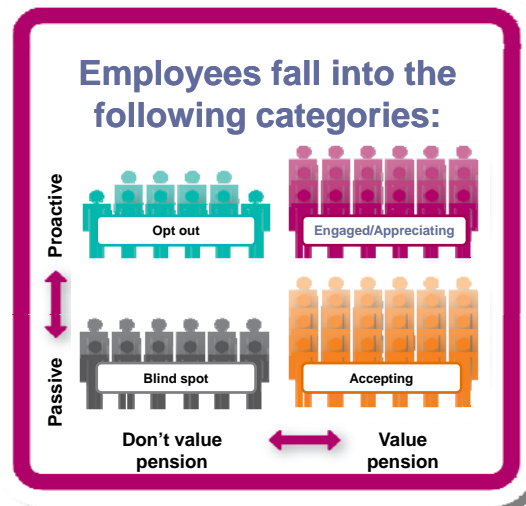 Employees fall into the
following categories:
Proactive
Opt out
Engaged/Appreciating
Passive
Blind spot
Accepting
Don't value
pension
Value
pension